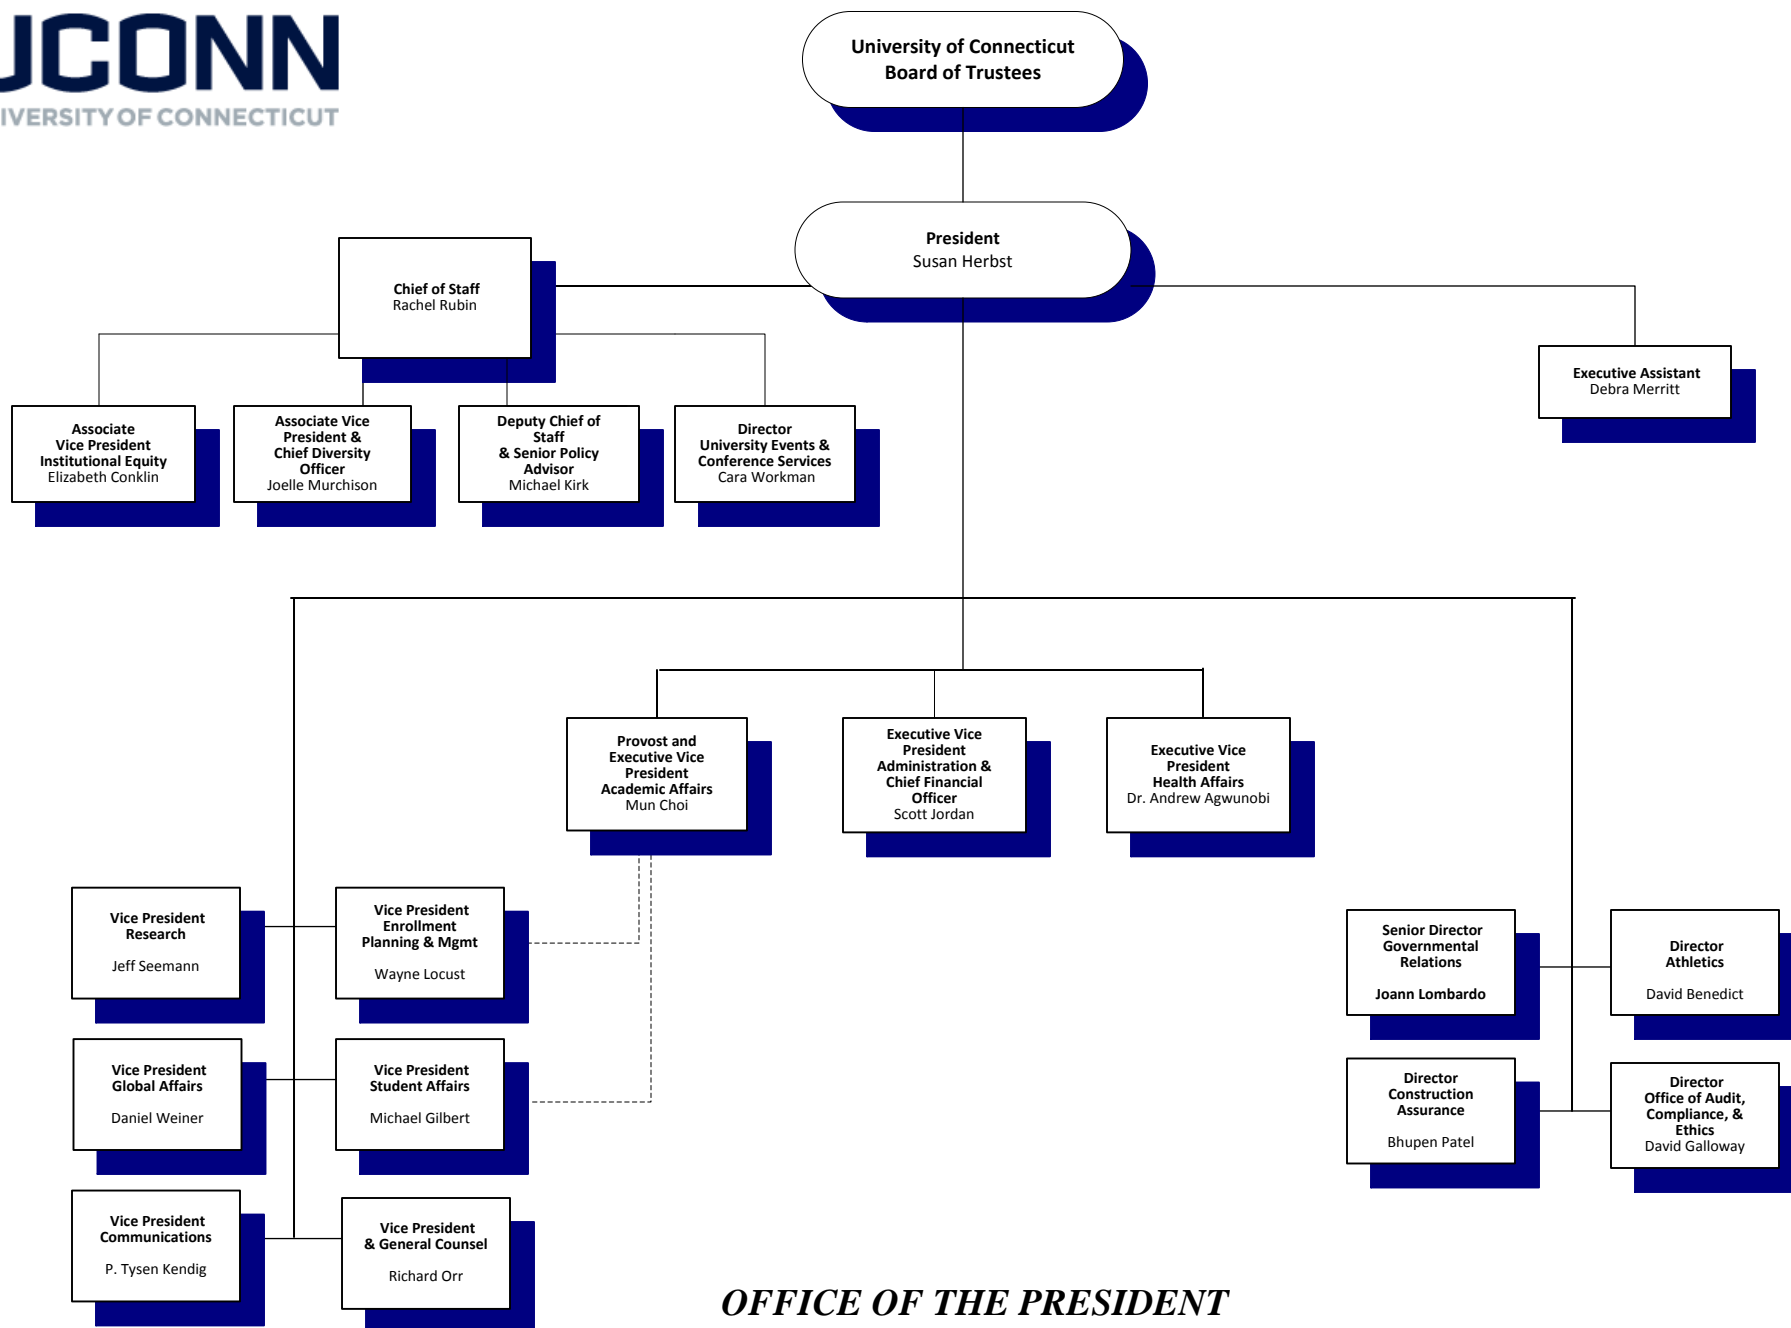 UCONN
UNIVERSITY OF CONNECTICUT
University of Connecticut
Board of Trustees
President
Susan Herbst
Chief of Staff
Rachel Rubin
Executive Assistant
Debra Merritt
Associate
Vice President
Institutional Equity
Elizabeth Conklin
Associate Vice
President &
Chief Diversity
Officer
Joelle Murchison
Deputy Chief of
Staff
& Senior Policy
Advisor
Michael Kirk
Director
University Events &
Conference Services
Cara Workman
Provost and
Executive Vice
President
Academic Affairs
Mun Choi
Executive Vice
President
Administration &
Chief Financial
Officer
Scott Jordan
Executive Vice
President
Health Affairs
Dr. Andrew Agwunobi
Vice President
Research
Jeff Seemann
Vice President
Enrollment
Planning & Mgmt
Wayne Locust
Senior Director
Governmental
Relations
Joann Lombardo
Director
Athletics
David Benedict
Vice President
Global Affairs
Daniel Weiner
Vice President
Student Affairs
Michael Gilbert
Director
Construction
Assurance
Bhupen Patel
Director
Office of Audit,
Compliance, &
Ethics
David Galloway
Vice President
Communications
P. Tysen Kendig
Vice President
& General Counsel
Richard Orr
OFFICE OF THE PRESIDENT